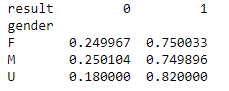 result 0 1
gender
F 0.249967 0.750033
M 0.250104 0.749896
U 0.180000 0.820000